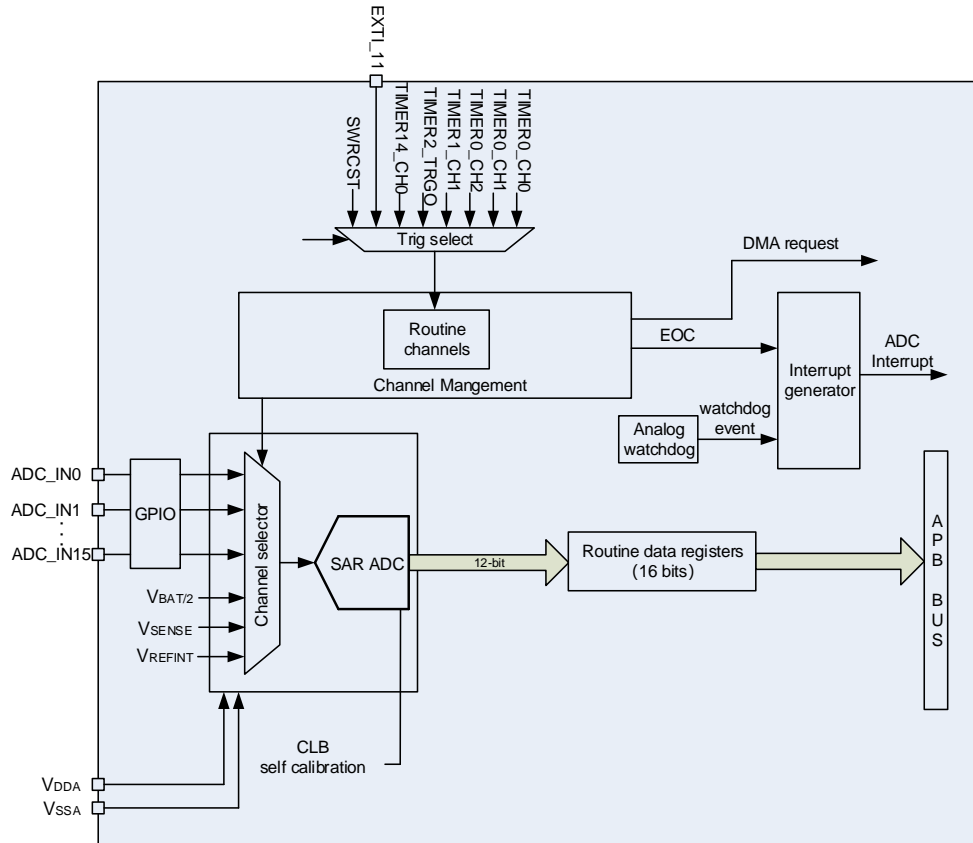 EXTI_11
SWRCST
TIMER14_CH0
TIMER2_TRGO
TIMER1_CH1
TIMER0_CH2
TIMER0_CH1
TIMER0_CH0
Trig select
DMA request
Routine
channels
Channel Mangement
EOC
Interrupt
generator
ADC
Interrupt
Analog
watchdog
watchdog
event
ADC_IN0
ADC_IN1
ADC_IN15
GPIO
VBAT/2
VSENSE
VREFINT
Channel selector
SAR ADC
12-bit
Routine data registers
(16 bits)
APB BUS
CLB
self calibration
VDDA
VSSA